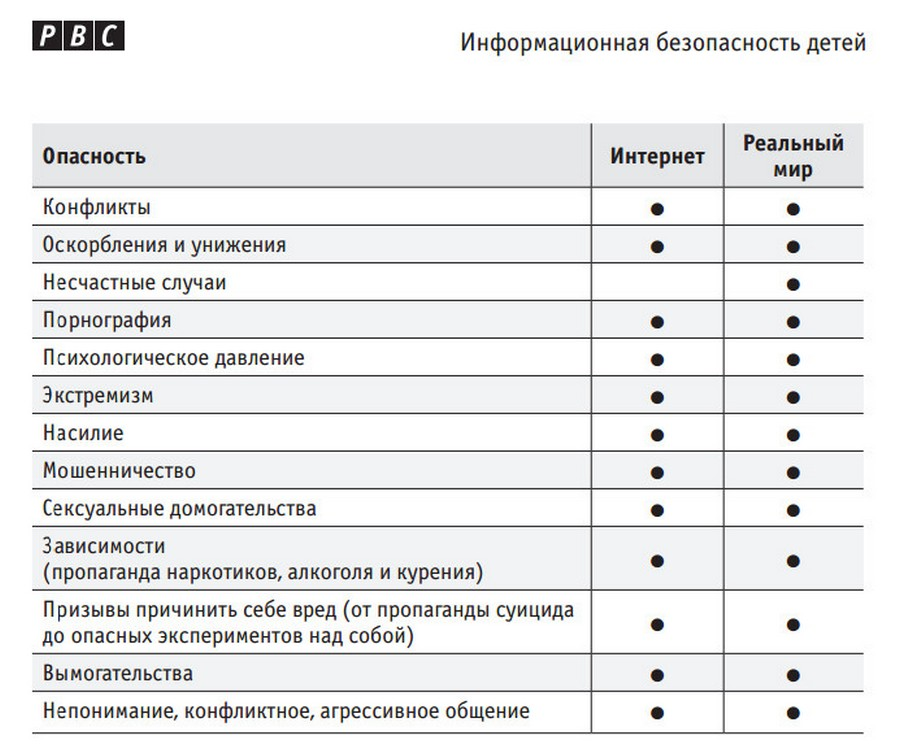 РВС
Информационная безопасность детей
Опасность Интернет Реальный
мир
Конфликты ● ●
Оскорбления и унижения ● ●
Несчастные случаи ●
Порнография ● ●
Психологическое давление ● ●
Экстремизм ● ●
Насилие ● ●
Мошенничество ● ●
Сексуальные домогательства ● ●
Зависимости
(пропаганда наркотиков, алкоголя и курения) ● ●
Призывы причинить себе вред (от пропаганды суицида
до опасных экспериментов над собой) ● ●
Вымогательства ● ●
Непонимание, конфликтное, агрессивное общение ● ●